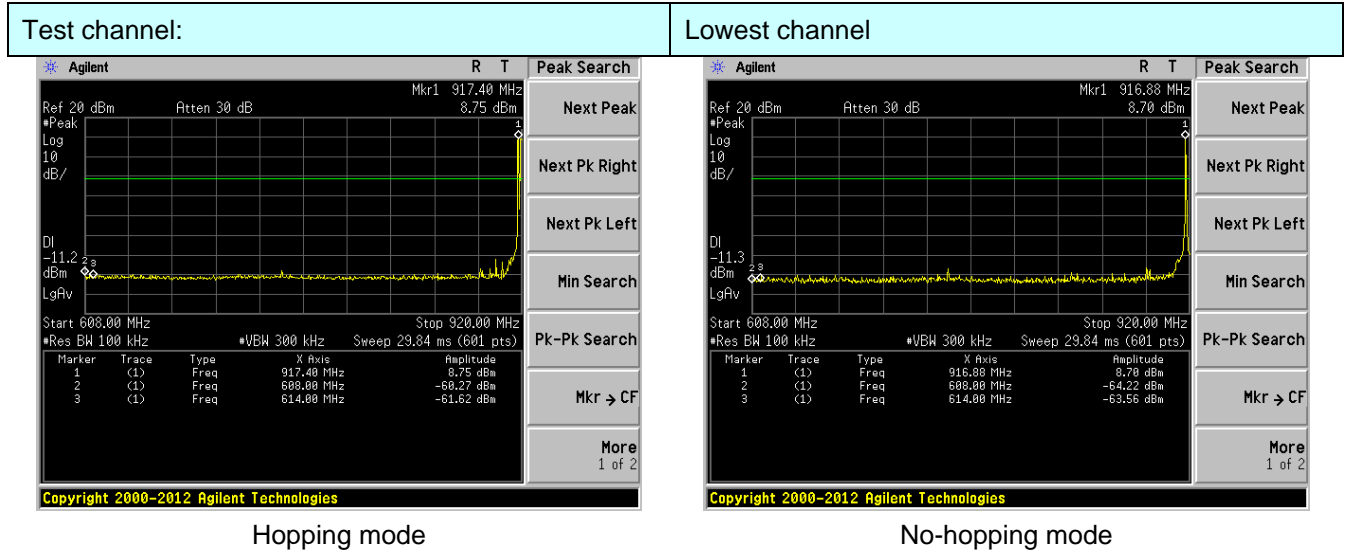 Test channel:
Lowest channel
Agilent R T Peak Search
Mkr1 917.40 MHz
Ref 20 dBm Atten 30 dB 8.75 dBm
#Peak
Log
10
dB/
1
DI
-11.2
dBm
2 3
LgAv
Start 608.00 MHz Stop 920.00 MHz
#Res BW 100 kHz #VBW 300 kHz Sweep 29.84 ms (601 pts)
Marker Trace Type X Axis Amplitude
1 (1) Freq 917.40 MHz 8.75 dBm
2 (1) Freq 608.00 MHz -60.27 dBm
3 (1) Freq 614.00 MHz -61.62 dBm
Next Peak
Next Pk Right
Next Pk Left
Min Search
Pk-Pk Search
Mkr → CF
More
1 of 2
Copyright 2000-2012 Agilent Technologies
Hopping mode
Agilent R T Peak Search
Mkr1 916.88 MHz
Ref 20 dBm Atten 30 dB 8.70 dBm
#Peak
Log
10
dB/
1
DI
-11.3
dBm
2 3
LgAv
Start 608.00 MHz Stop 920.00 MHz
#Res BW 100 kHz #VBW 300 kHz Sweep 29.84 ms (601 pts)
Marker Trace Type X Axis Amplitude
1 (1) Freq 916.88 MHz 8.70 dBm
2 (1) Freq 608.00 MHz -64.22 dBm
3 (1) Freq 614.00 MHz -63.56 dBm
Next Peak
Next Pk Right
Next Pk Left
Min Search
Pk-Pk Search
Mkr → CF
More
1 of 2
Copyright 2000-2012 Agilent Technologies
No-hopping mode